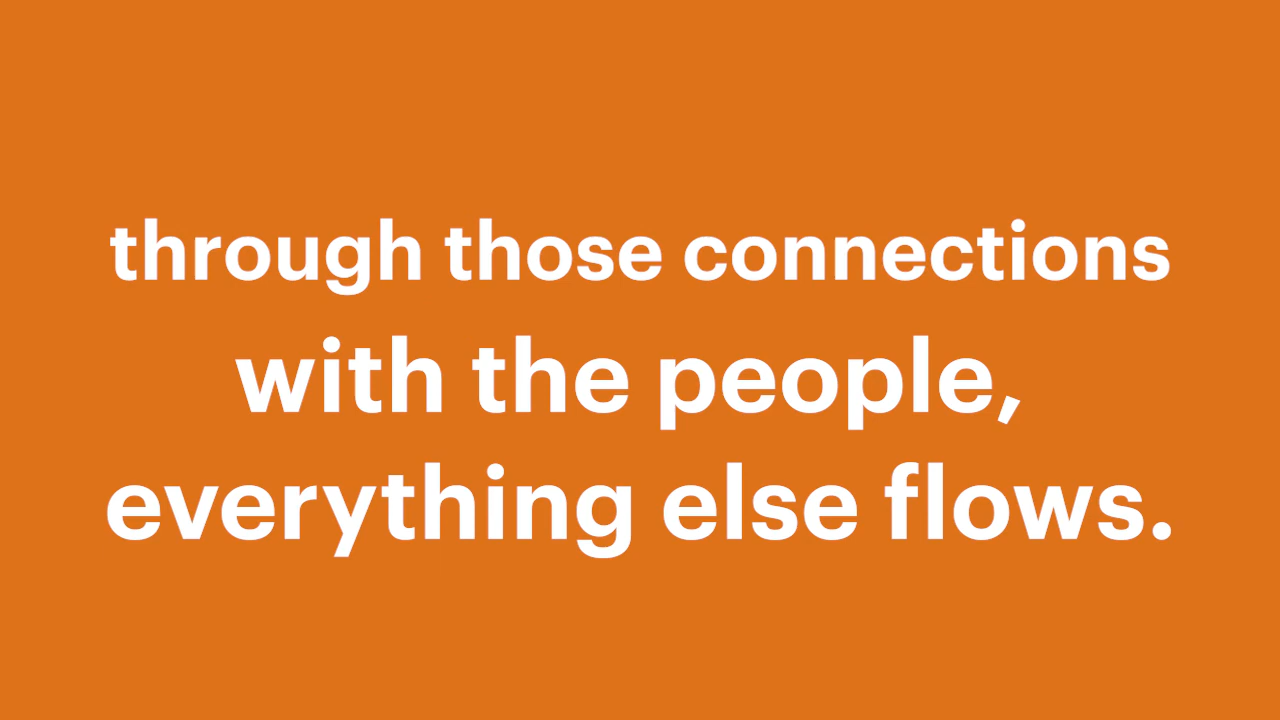 through those connections
with the people,
everything else flows.